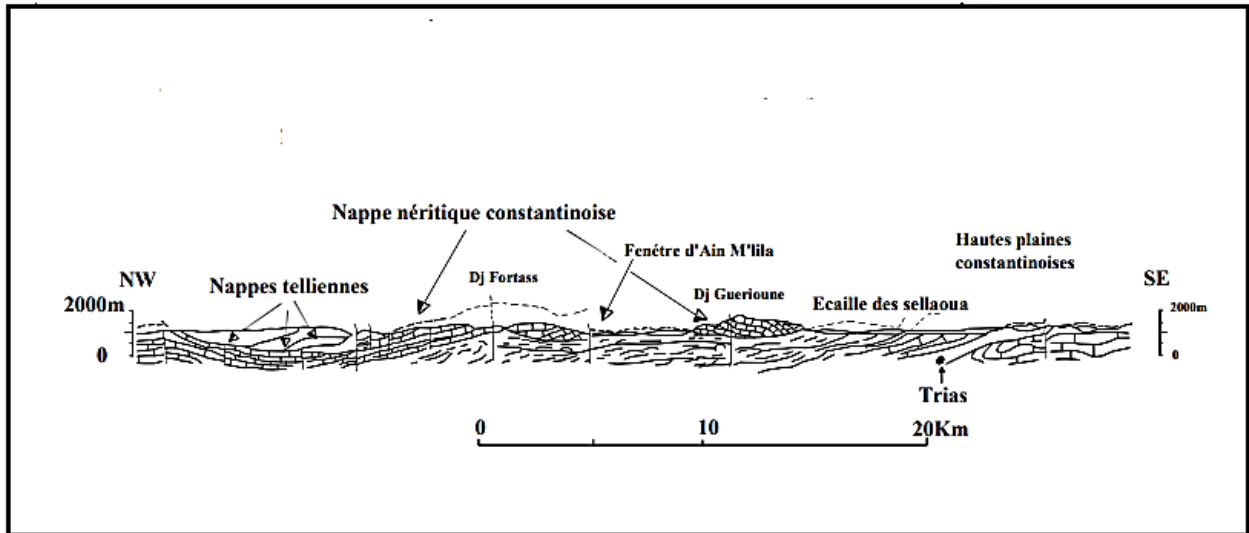 Nappe néritique constantinoise
Fenétre d'Ain M'lila
Hautes plaines
constantinoises
NW
Nappes telliennes
Dj Fortass
Dj Guerioune
Ecaille des sellaoua
SE
2000m
2000m
0
0
Trias
0
10
20Km